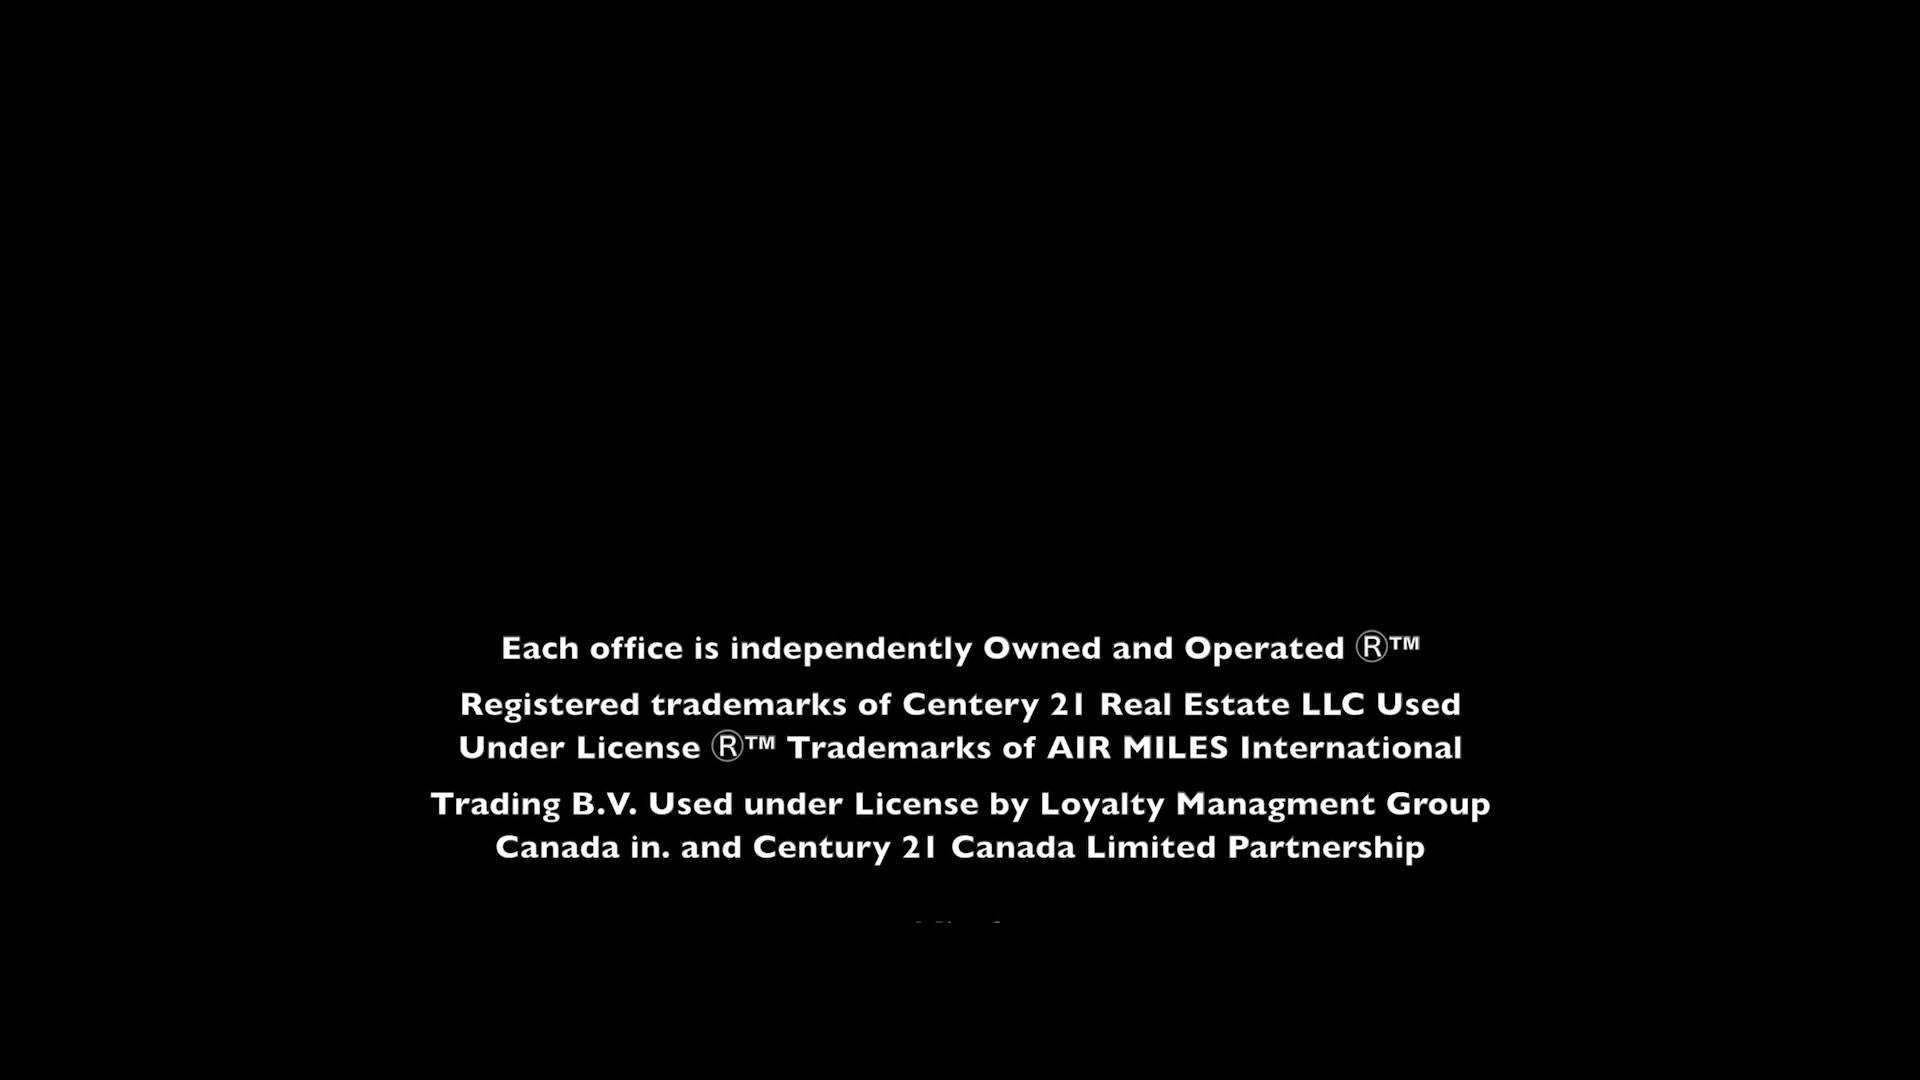 Each office is independently Owned and Operated ®™
Registered trademarks of Centery 21 Real Estate LLC Used
Under License ®™ Trademarks of AIR MILES International
Trading B.V. Used under License by Loyalty Managment Group
Canada in. and Century 21 Canada Limited Partnership